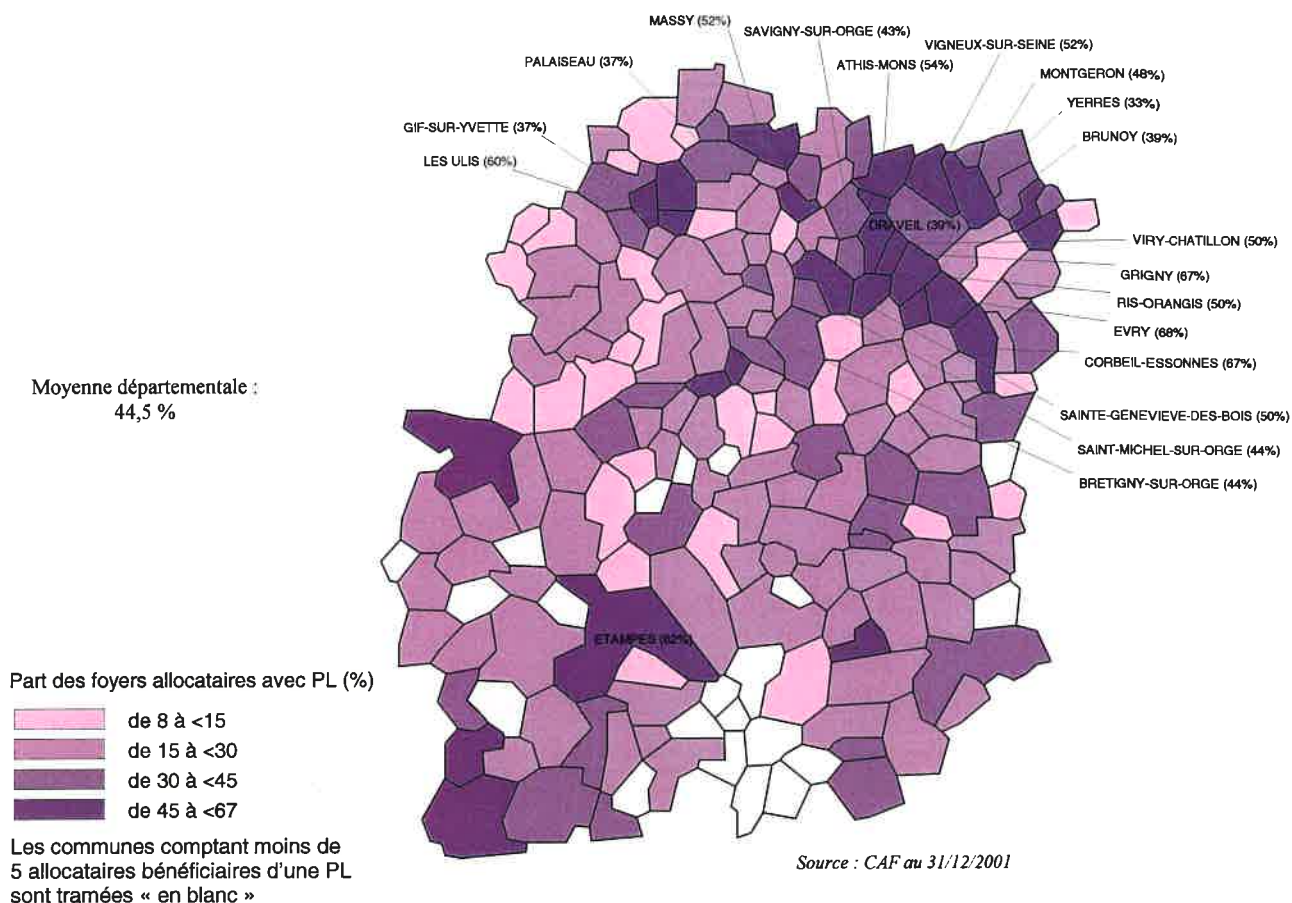 MASSY (52%)
SAVIGNY-SUR-ORGE (43%)
VIGNEUX-SUR-SEINE (52%)
PALAISEAU (37%)
ATHIS-MONS (54%)
MONTGERON (48%)
YERRES (33%)
GIF-SUR-YVETTE (37%)
BRUNOY (39%)
LES ULIS (60%)
DRAVEIL (39%)
VIRY-CHATILLON (50%)
GRIGNY (67%)
RIS-ORANGIS (50%)
EVRY (68%)
CORBEIL-ESSONNES (67%)
Moyenne départementale :
44,5 %
SAINTE-GENEVIEVE-DES-BOIS (50%)
SAINT-MICHEL-SUR-ORGE (44%)
BRETIGNY-SUR-ORGE (44%)
ETAMPES (62%)
Part des foyers allocataires avec PL (%)
de 8 à <15
de 15 à <30
de 30 à <45
de 45 à <67
Les communes comptant moins de
5 allocataires bénéficiaires d'une PL
sont tramées « en blanc »
Source : CAF au 31/12/2001